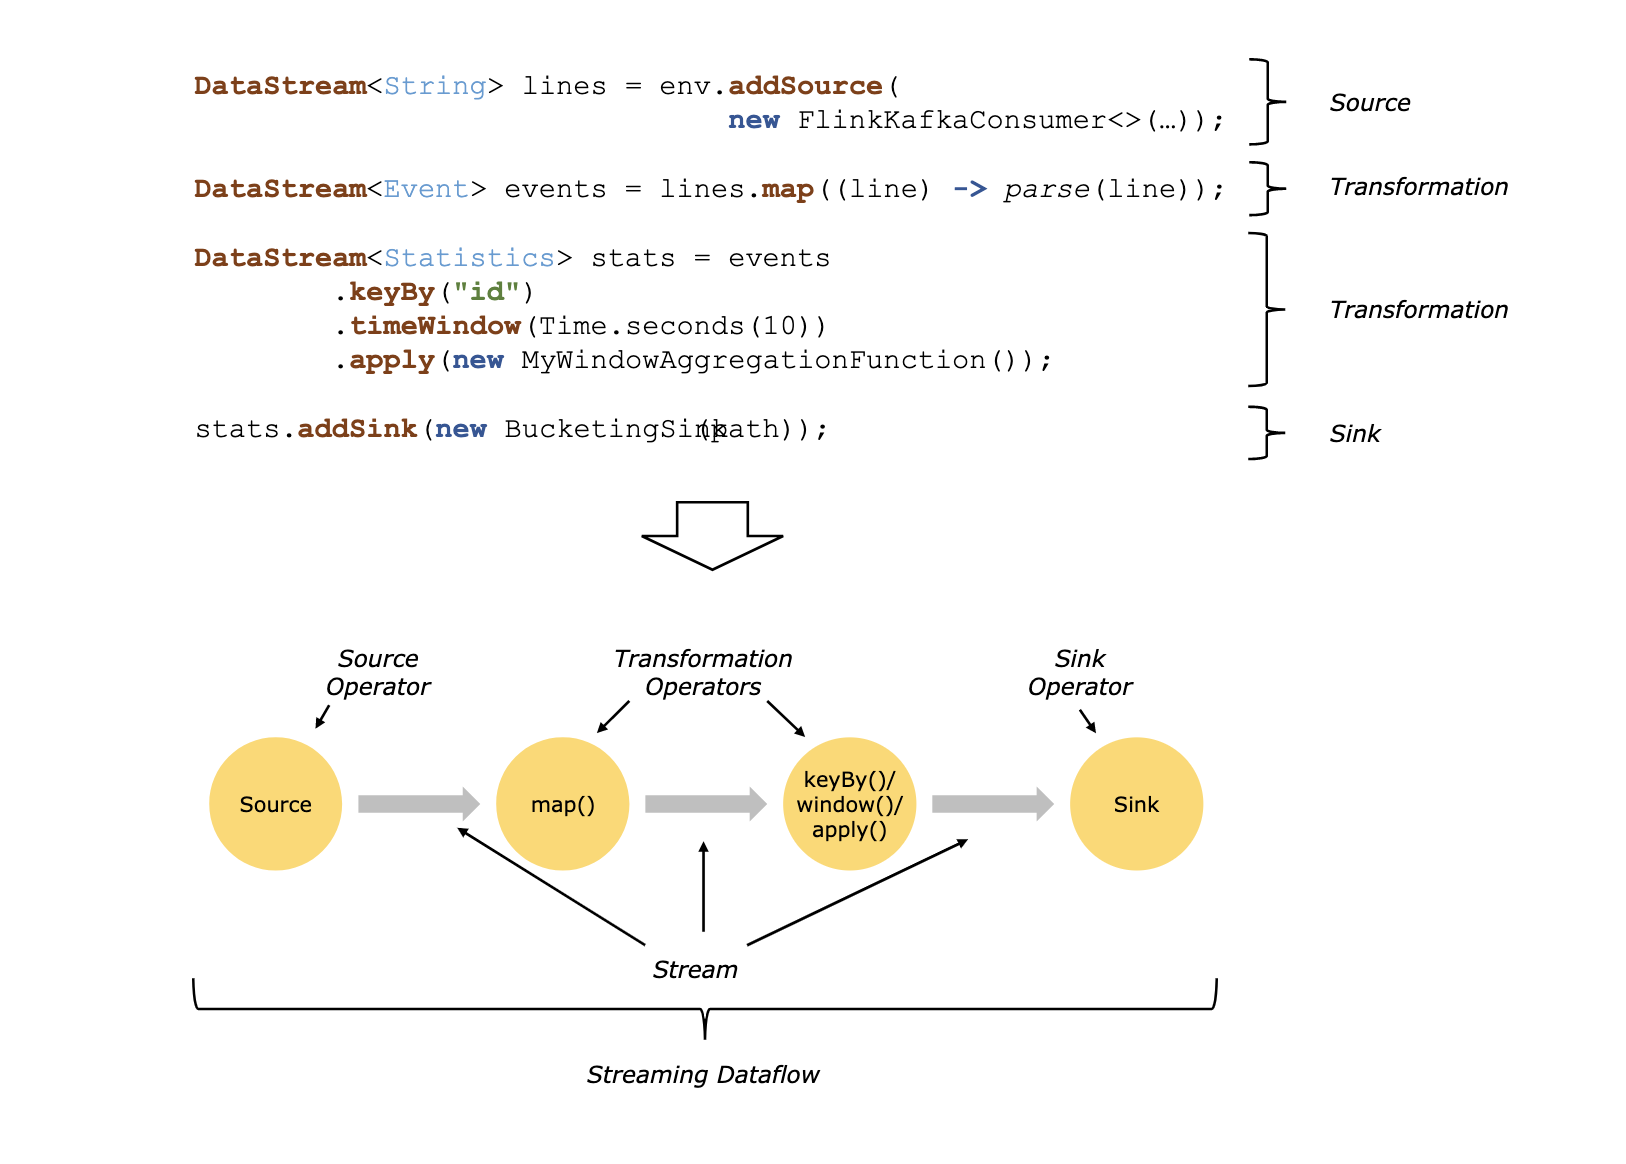 DataStream<String> lines = env.addSource(
new FlinkKafkaConsumer<>(…));
Source
DataStream<Event> events = lines.map((line) -> parse(line));
Transformation
DataStream<Statistics> stats = events
.keyBy("id")
.timeWindow(Time.seconds(10))
.apply(new MyWindowAggregationFunction());
Transformation
stats.addSink(new BucketingSink(path));
Sink
Source
Operator
Transformation
Operators
Sink
Operator
Source
map()
keyBy()/
window()/
apply()
Sink
Stream
Streaming Dataflow